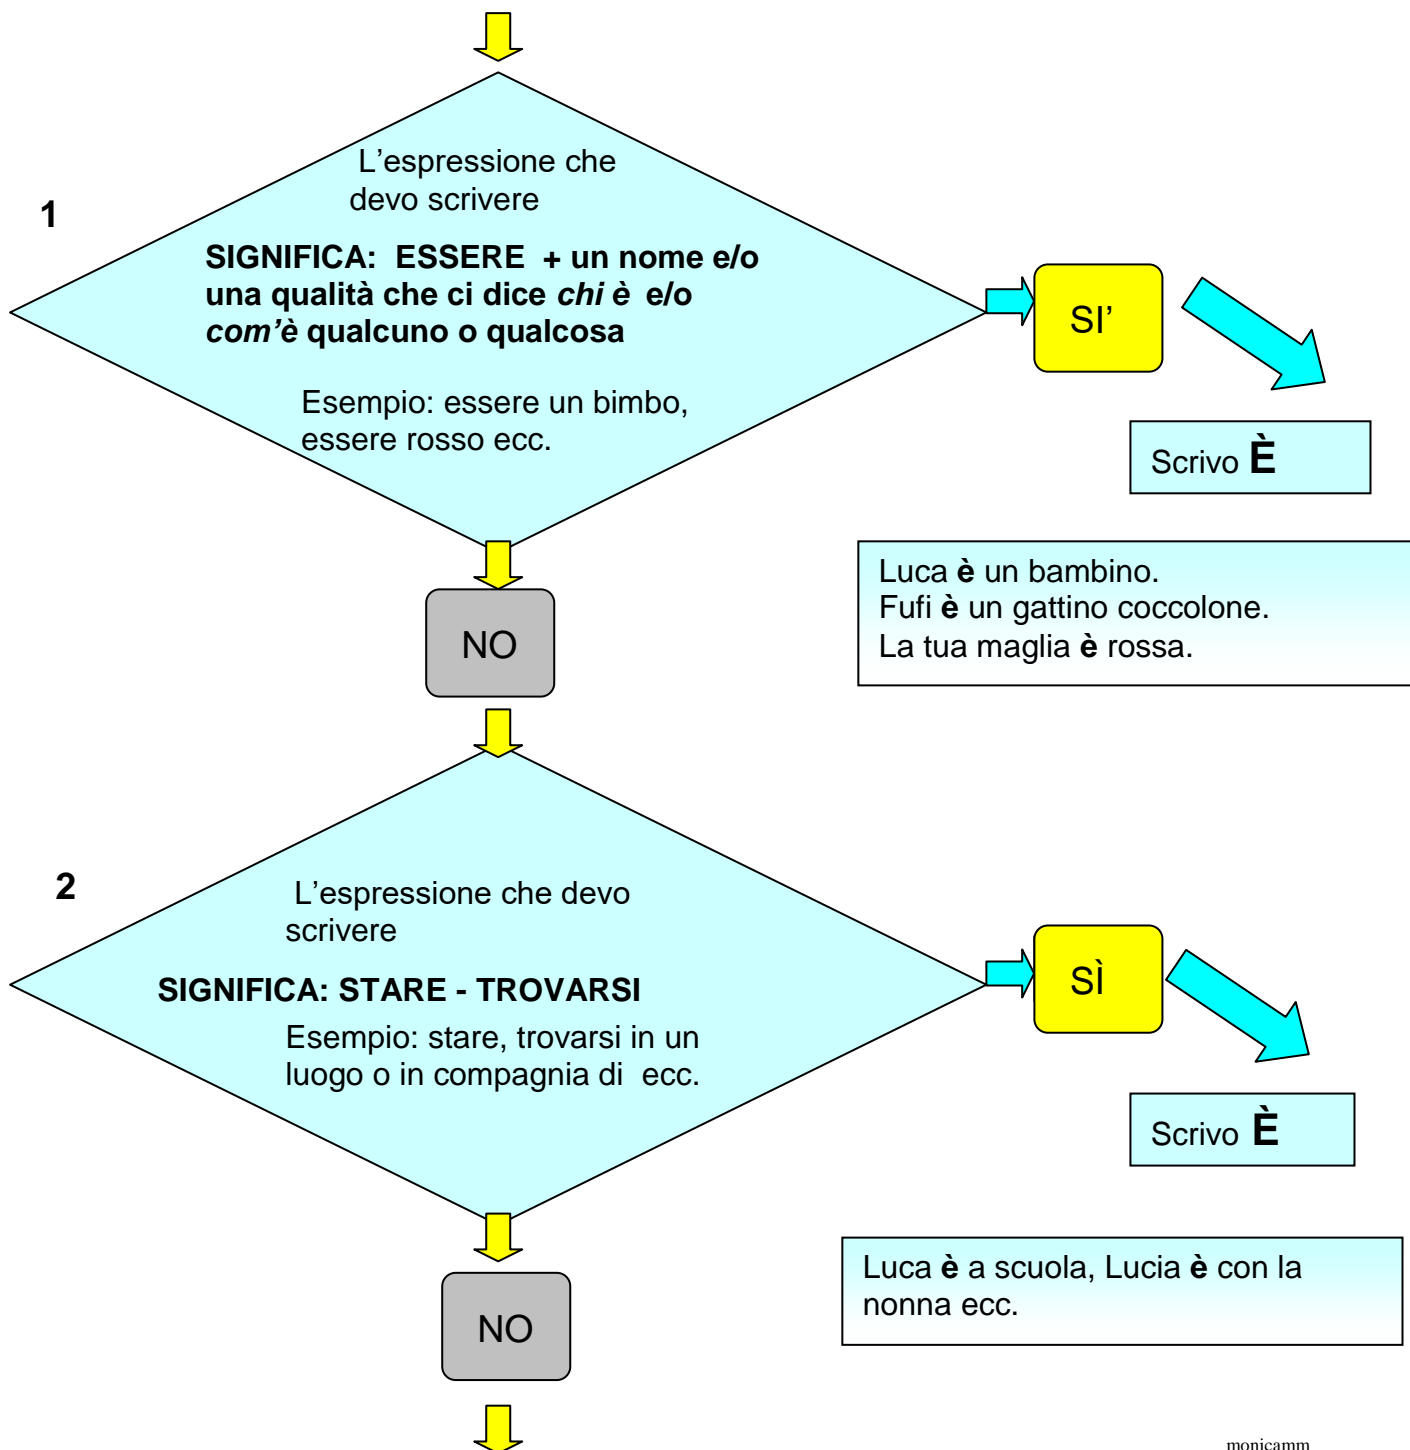 L’espressione che
devo scrivere
1
SIGNIFICA: ESSERE + un nome e/o
una qualità che ci dice chi è e/o
com’è qualcuno o qualcosa
SI’
Esempio: essere un bimbo,
essere rosso ecc.
Scrivo È
Luca è un bambino.
Fufi è un gattino coccolone.
La tua maglia è rossa.
NO
2
L’espressione che devo
scrivere
SIGNIFICA: STARE - TROVARSI
Esempio: stare, trovarsi in un
luogo o in compagnia di ecc.
SÌ
Scrivo È
Luca è a scuola, Lucia è con la
nonna ecc.
NO
monicamm